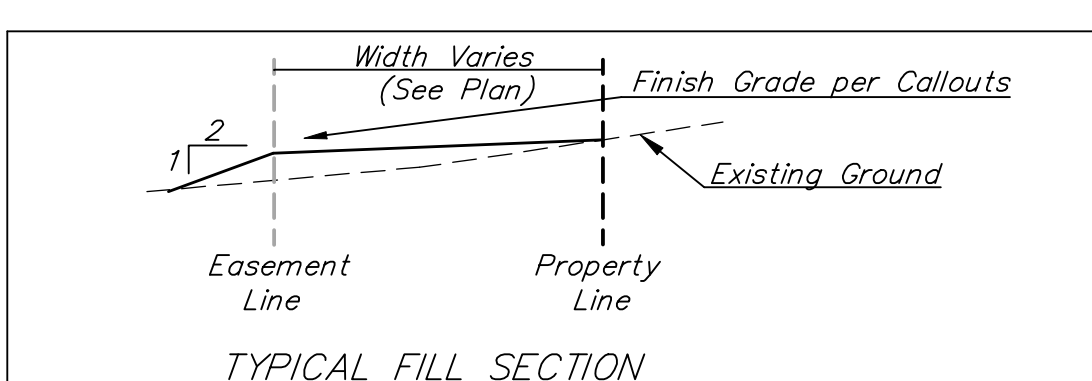 Width Varies
(See Plan)
Finish Grade per Callouts
2
1
Existing Ground
Easement
Line
Property
Line
TYPICAL FILL SECTION